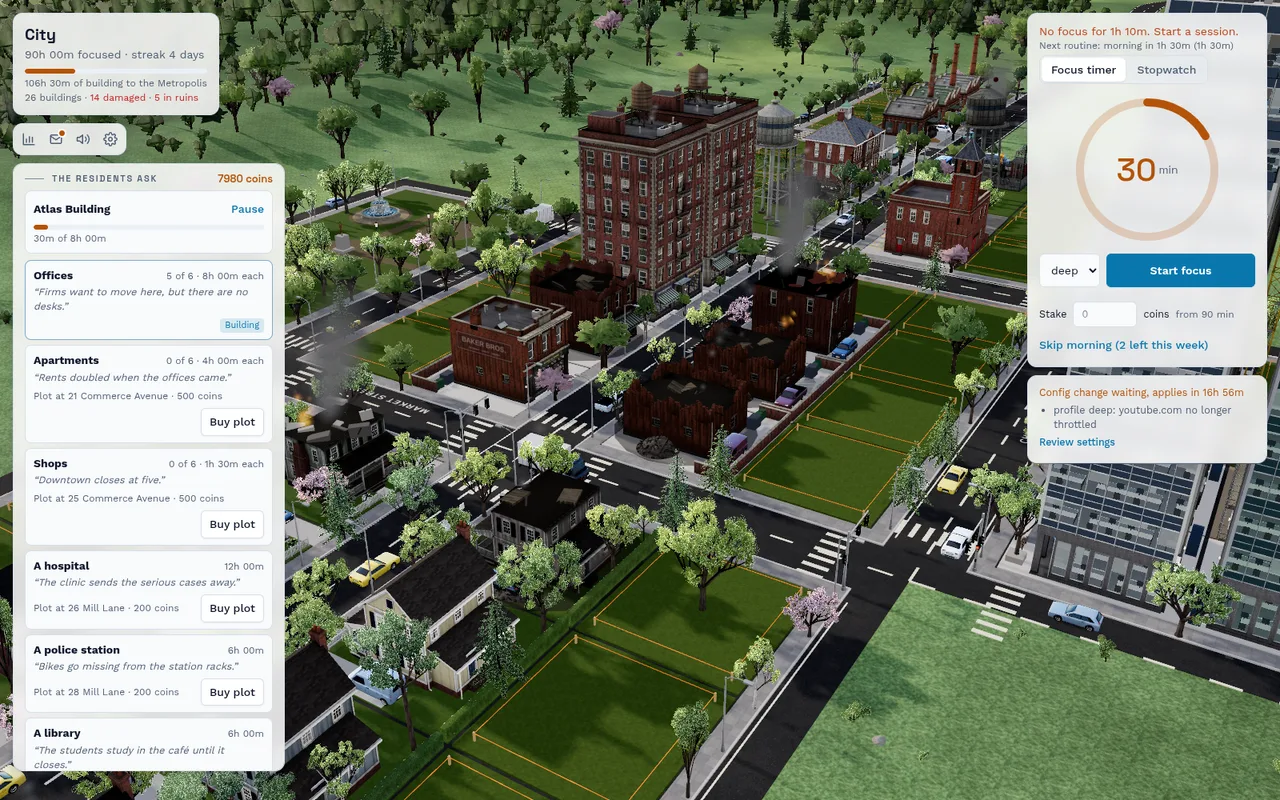 City
90h 00m focused · streak 4 days
106h 30m of building to the Metropolis
26 buildings · 14 damaged · 5 in ruins
THE RESIDENTS ASK
7980 coins
Atlas Building
Pause
30m of 8h 00m
Offices
5 of 6 · 8h 00m each
“Firms want to move here, but there are no
desks.”
Building
Apartments
0 of 6 · 4h 00m each
“Rents doubled when the offices came.”
Plot at 21 Commerce Avenue · 500
coins
Buy plot
Shops
0 of 6 · 1h 30m each
“Downtown closes at five.”
Plot at 25 Commerce Avenue · 500
coins
Buy plot
A hospital
12h 00m
“The clinic sends the serious cases away.”
Plot at 26 Mill Lane · 200 coins
Buy plot
A police station
6h 00m
“Bikes go missing from the station racks.”
Plot at 28 Mill Lane · 200 coins
Buy plot
A library
6h 00m
“The students study in the café until it
closes.”
BAKER BROS.
MARKET STREET
No focus for 1h 10m. Start a session.
Next routine: morning in 1h 30m (1h 30m)
Focus timer
Stopwatch
30 min
deep
Start focus
Stake
0
coins
from 90 min
Skip morning (2 left this week)
Config change waiting, applies in 16h 56m
• profile deep: youtube.com no longer
throttled
Review settings